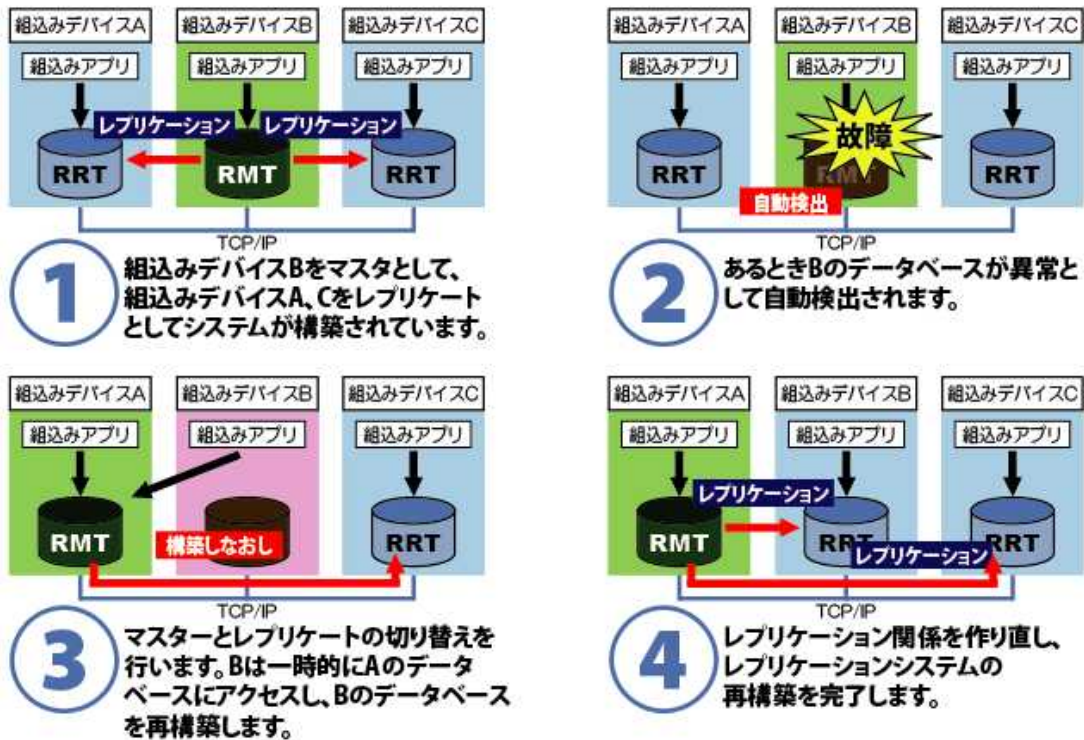 組込みデバイスA
組込みデバイスB
組込みデバイスC
組込みアプリ
組込みアプリ
組込みアプリ
レプリケーション
レプリケーション
RRT
RMT
RRT
TCP/IP
1
組込みデバイスBをマスタとして、
組込みデバイスA、Cをレプリケート
としてシステムが構築されています。
組込みデバイスA
組込みデバイスB
組込みデバイスC
組込みアプリ
組込みアプリ
組込みアプリ
故障
RRT
RMT
RRT
自動検出
TCP/IP
2
あるときBのデータベースが異常と
して自動検出されます。
組込みデバイスA
組込みデバイスB
組込みデバイスC
組込みアプリ
組込みアプリ
組込みアプリ
RMT
構築しなおし
RRT
TCP/IP
3
マスターとレプリケートの切り替えを
行います。Bは一時的にAのデータ
ベースにアクセスし、Bのデータベース
を再構築します。
組込みデバイスA
組込みデバイスB
組込みデバイスC
組込みアプリ
組込みアプリ
組込みアプリ
レプリケーション
RMT
RRT
RRT
レプリケーション
TCP/IP
4
レプリケーション関係を作り直し、
レプリケーションシステムの
再構築を完了します。